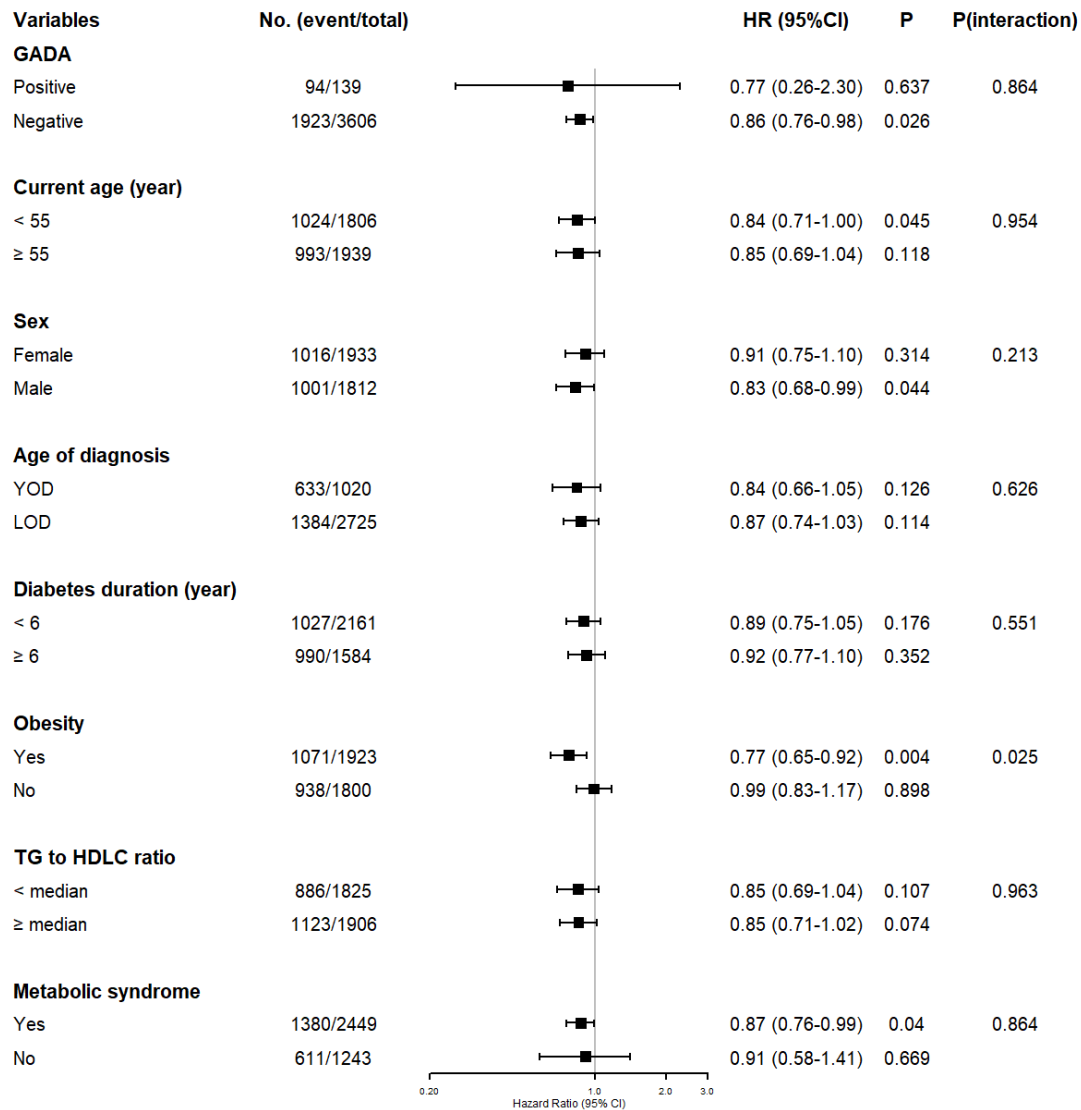 Variables No. (event/total) HR (95%CI) P P(interaction)
GADA
Positive 94/139 0.77 (0.26-2.30) 0.637 0.864
Negative 1923/3606 0.86 (0.76-0.98) 0.026
Current age (year)
< 55 1024/1806 0.84 (0.71-1.00) 0.045 0.954
≥ 55 993/1939 0.85 (0.69-1.04) 0.118
Sex
Female 1016/1933 0.91 (0.75-1.10) 0.314 0.213
Male 1001/1812 0.83 (0.68-0.99) 0.044
Age of diagnosis
YOD 633/1020 0.84 (0.66-1.05) 0.126 0.626
LOD 1384/2725 0.87 (0.74-1.03) 0.114
Diabetes duration (year)
< 6 1027/2161 0.89 (0.75-1.05) 0.176 0.551
≥ 6 990/1584 0.92 (0.77-1.10) 0.352
Obesity
Yes 1071/1923 0.77 (0.65-0.92) 0.004 0.025
No 938/1800 0.99 (0.83-1.17) 0.898
TG to HDLC ratio
< median 886/1825 0.85 (0.69-1.04) 0.107 0.963
≥ median 1123/1906 0.85 (0.71-1.02) 0.074
Metabolic syndrome
Yes 1380/2449 0.87 (0.76-0.99) 0.04 0.864
No 611/1243 0.91 (0.58-1.41) 0.669
0.20 1.0 2.0 3.0
Hazard Ratio (95% CI)